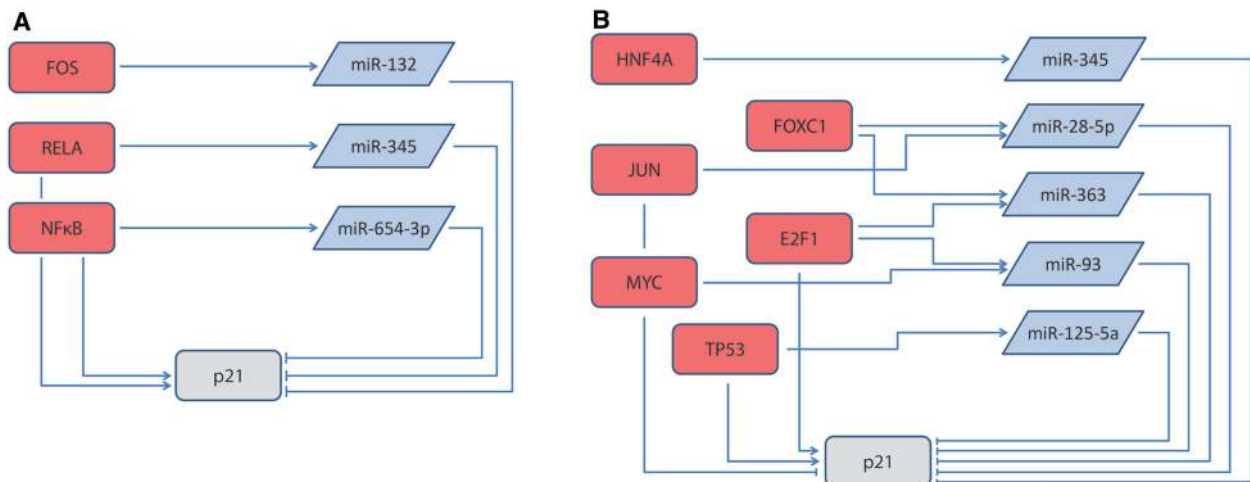 A
FOS
miR-132
RELA
miR-345
NFκB
miR-654-3p
p21
B
HNF4A
miR-345
FOXC1
miR-28-5p
JUN
miR-363
E2F1
miR-93
MYC
miR-125-5a
TP53
p21